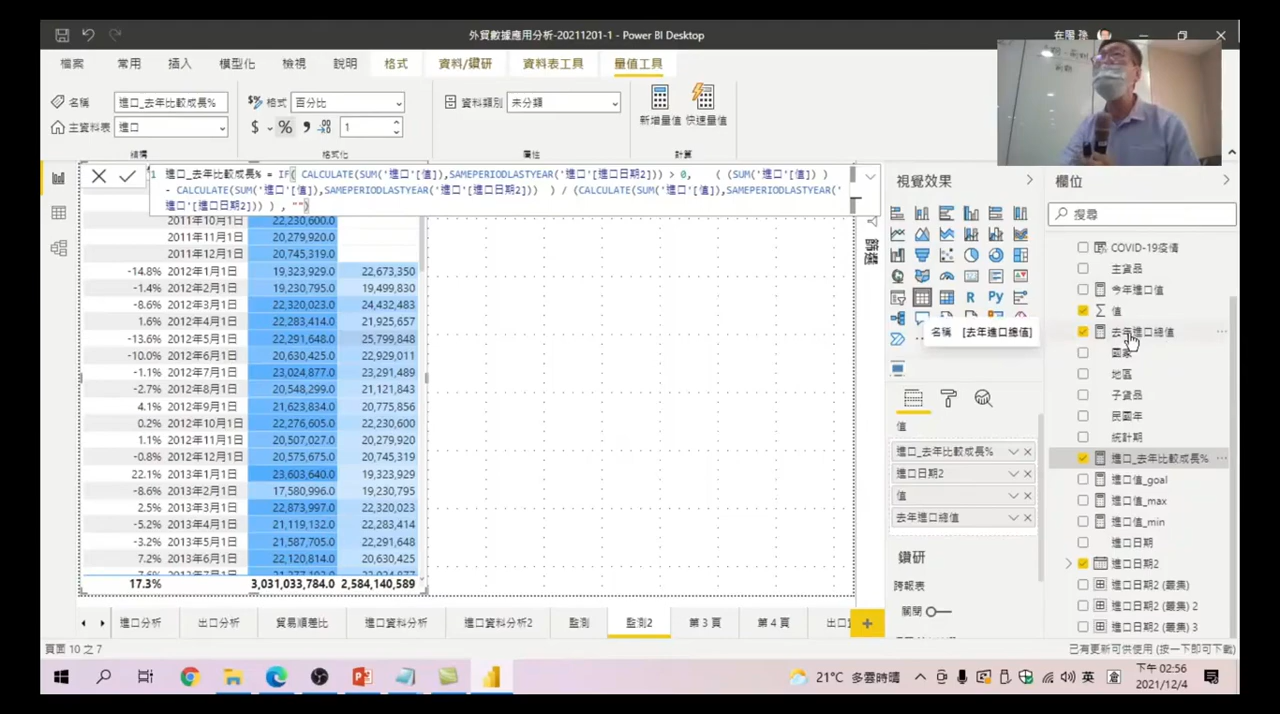 外貿數據應用分析-20211201-1 - Power BI Desktop
在陽 孫
檔案 常用 插入 模型化 檢視 說明 格式 資料/鑽研 資料表工具 量值工具
名稱 進口_去年比較成長%
主資料表 進口
結構
格式 百分比
$ % 9 .00 1
格式化
資料類別 未分類
屬性
新增量值 快速量值
計算
1 進口_去年比較成長% = IF( CALCULATE(SUM('進口'[值]),SAMEPERIODLASTYEAR('進口'[進口日期2])) > 0, ( (SUM('進口'[值]) )
- CALCULATE(SUM('進口'[值]),SAMEPERIODLASTYEAR('進口'[進口日期2])) ) / (CALCULATE(SUM('進口'[值]),SAMEPERIODLASTYEAR('
進口'[進口日期2])) ) , "")
2011年10月1日 22,230,600.0
2011年11月1日 20,279,920.0
2011年12月1日 20,745,319.0
-14.8% 2012年1月1日 19,323,929.0 22,673,350
-1.4% 2012年2月1日 19,230,795.0 19,499,830
-8.6% 2012年3月1日 22,320,023.0 24,432,483
1.6% 2012年4月1日 22,283,414.0 21,925,657
-13.6% 2012年5月1日 22,291,648.0 25,799,848
-10.0% 2012年6月1日 20,630,425.0 22,929,011
-1.1% 2012年7月1日 23,024,877.0 23,291,489
-2.7% 2012年8月1日 20,548,299.0 21,121,843
4.1% 2012年9月1日 21,623,834.0 20,775,856
0.2% 2012年10月1日 22,276,605.0 22,230,600
1.1% 2012年11月1日 20,507,027.0 20,279,920
-0.8% 2012年12月1日 20,575,675.0 20,745,319
22.1% 2013年1月1日 23,603,640.0 19,323,929
-8.6% 2013年2月1日 17,580,996.0 19,230,795
2.5% 2013年3月1日 22,873,997.0 22,320,023
-5.2% 2013年4月1日 21,119,132.0 22,283,414
-3.2% 2013年5月1日 21,587,705.0 22,291,648
7.2% 2013年6月1日 22,120,814.0 20,630,425
17.3% 3,031,033,784.0 2,584,140,589
視覺效果
R Py
名稱 [去年進口總值]
值
進口_去年比較成長%
進口日期2
值
去年進口總值
鑽研
跨報表
關閉
欄位
搜尋
COVID-19疫情
主貨品
今年進口值
值
去年進口總值
國家
地區
子貨品
民國年
統計期
進口_去年比較成長%
進口值_goal
進口值_max
進口值_min
進口日期
進口日期2
進口日期2 (叢集)
進口日期2 (叢集) 2
進口日期2 (叢集) 3
進口分析 出口分析 貿易順差比 進口資料分析 進口資料分析2 監測 監測2 第 3 頁 第 4 頁
頁面 10 之 7
已有更新可供使用 (按一下即可下載)
21°C 多雲時晴 英 倉 下午 02:56
2021/12/4